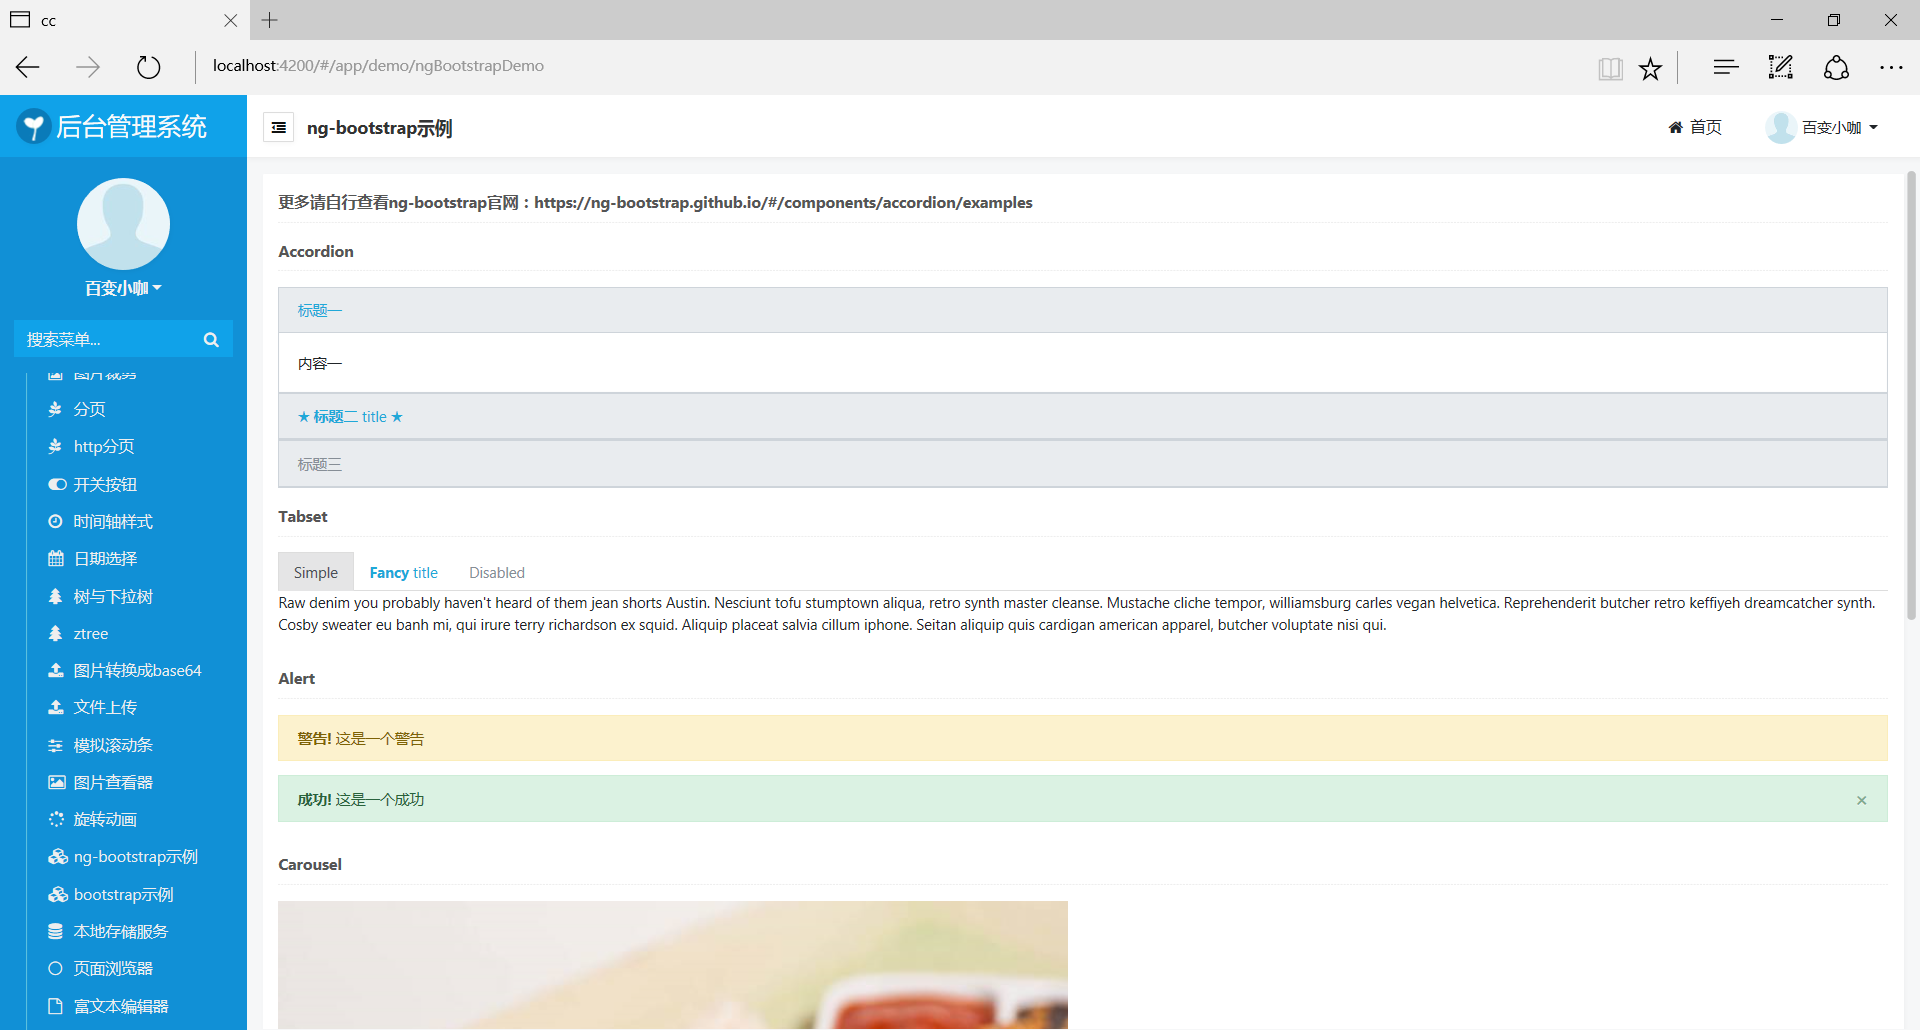 cc
localhost:4200/#/app/demo/ngBootstrapDemo
后台管理系统
ng-bootstrap示例
首页
百变小咖
百变小咖
搜索菜单...
图片裁剪
分页
http分页
开关按钮
时间轴样式
日期选择
树与下拉树
ztree
图片转换成base64
文件上传
模拟滚动条
图片查看器
旋转动画
ng-bootstrap示例
bootstrap示例
本地存储服务
页面浏览器
富文本编辑器
更多请自行查看ng-bootstrap官网：https://ng-bootstrap.github.io/#/components/accordion/examples
Accordion
标题一
内容一
★ 标题二 title ★
标题三
Tabset
Simple Fancy title Disabled
Raw denim you probably haven't heard of them jean shorts Austin. Nesciunt tofu stumptown aliqua, retro synth master cleanse. Mustache cliche tempor, williamsburg carles vegan helvetica. Reprehenderit butcher retro keffiyeh dreamcatcher synth.
Cosby sweater eu banh mi, qui irure terry richardson ex squid. Aliquip placeat salvia cillum iphone. Seitan aliquip quis cardigan american apparel, butcher voluptate nisi qui.
Alert
警告! 这是一个警告
成功! 这是一个成功
×
Carousel